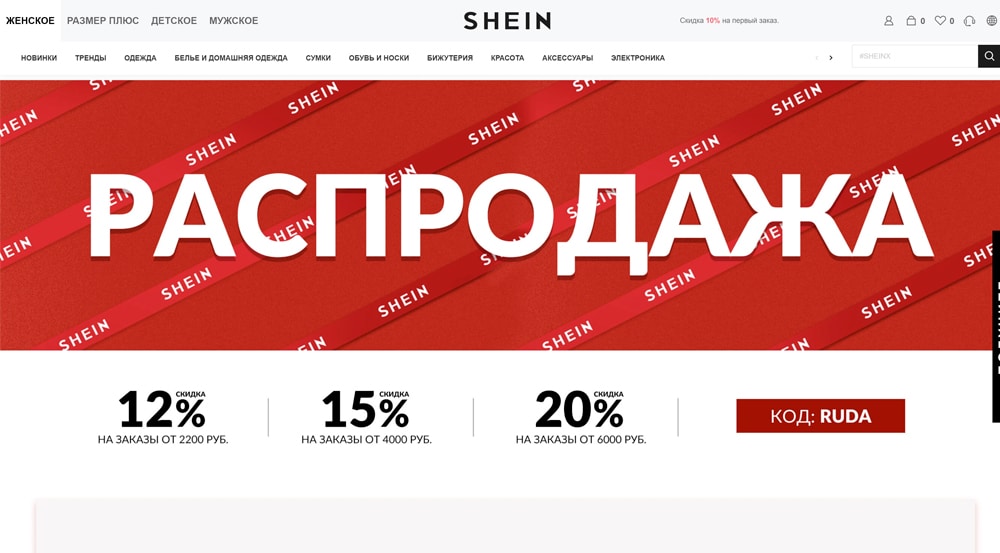 ЖЕНСКОЕ РАЗМЕР ПЛЮС ДЕТСКОЕ МУЖСКОЕ SHEIN Скидка 10% на первый заказ. 0 0
НОВИНКИ ТРЕНДЫ ОДЕЖДА БЕЛЬЕ И ДОМАШНЯЯ ОДЕЖДА СУМКИ ОБУВЬ И НОСКИ БИЖУТЕРИЯ КРАСОТА АКСЕССУАРЫ ЭЛЕКТРОНИКА #SHEINX
SHEIN SHEIN
SHEIN SHEIN SHEIN
РАСПРОДАЖА
SHEIN SHEIN
SHEIN SHEIN SHEIN
SHEIN SHEIN
12% СКИДКА
НА ЗАКАЗЫ ОТ 2200 РУБ.
15% СКИДКА
НА ЗАКАЗЫ ОТ 4000 РУБ.
20% СКИДКА
НА ЗАКАЗЫ ОТ 6000 РУБ.
КОД: RUDA